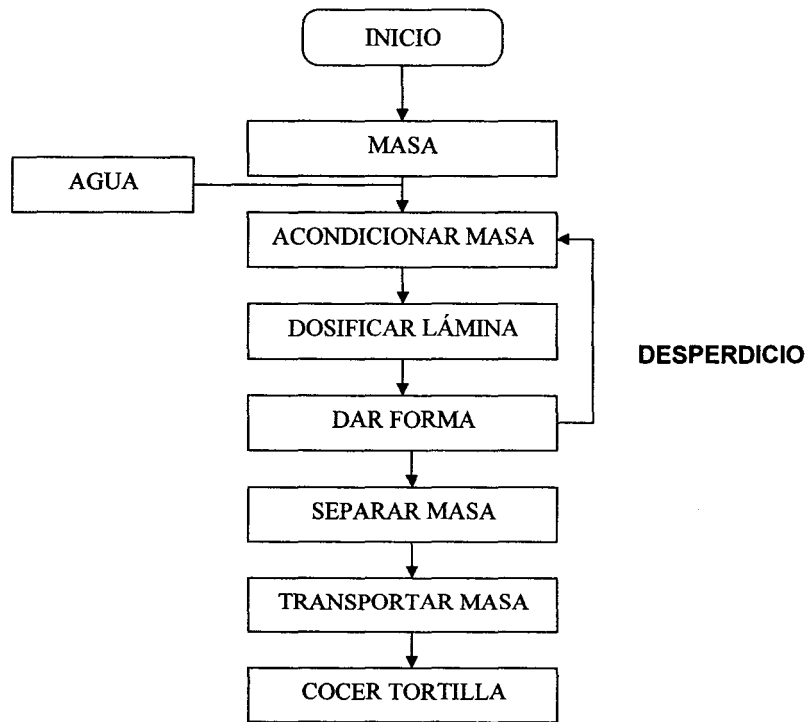 INICIO
MASA
AGUA
ACONDICIONAR MASA
DOSIFICAR LÁMINA
DESPERDICIO
DAR FORMA
SEPARAR MASA
TRANSPORTAR MASA
COCER TORTILLA